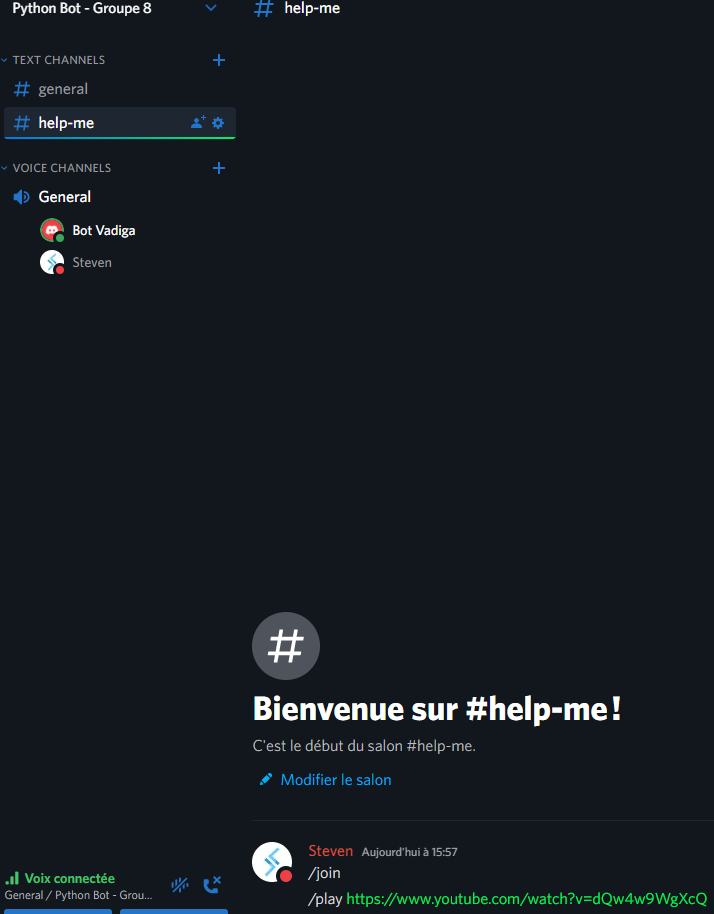 Python Bot - Groupe 8
TEXT CHANNELS
general
help-me
VOICE CHANNELS
General
Bot Vadiga
Steven
Voix connectée
General / Python Bot - Grou...
help-me
Bienvenue sur #help-me !
C'est le début du salon #help-me.
Modifier le salon
Steven Aujourd'hui à 15:57
/join
/play https://www.youtube.com/watch?v=dQw4w9WgXcQ